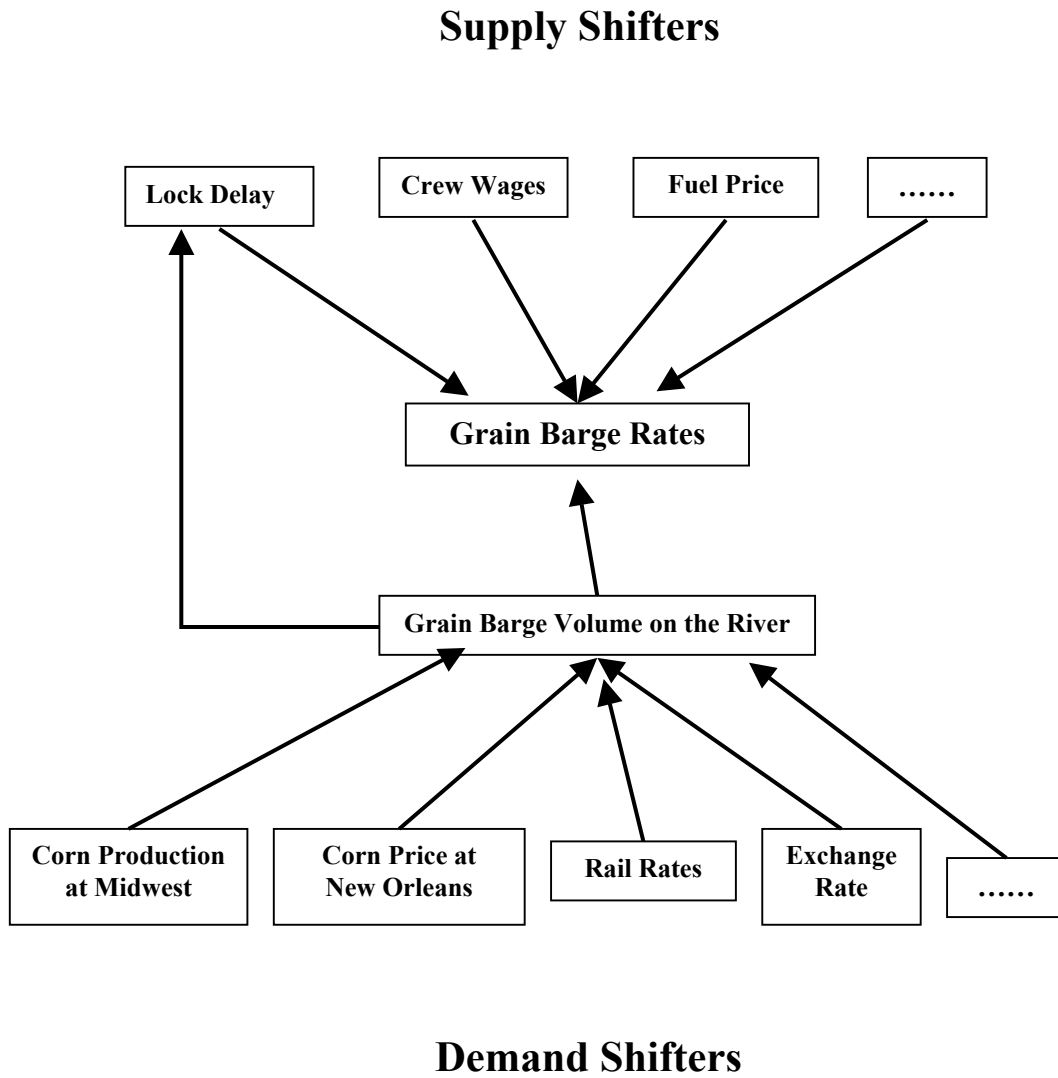 Supply Shifters
Lock Delay
Crew Wages
Fuel Price
......
Grain Barge Rates
Grain Barge Volume on the River
Corn Production
at Midwest
Corn Price at
New Orleans
Rail Rates
Exchange
Rate
......
Demand Shifters